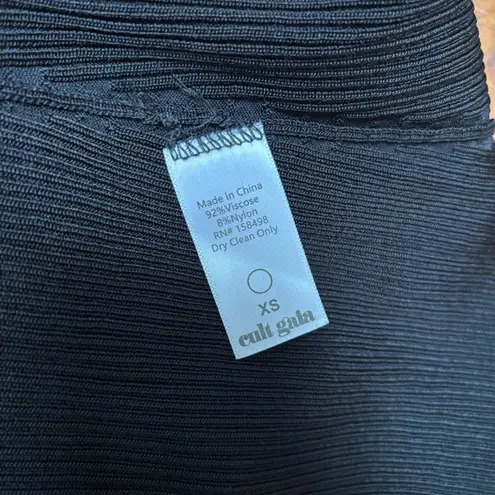 Made in China
92%Viscose
8%Nylon
RN# 158498
Dry Clean Only
XS
cult gaia